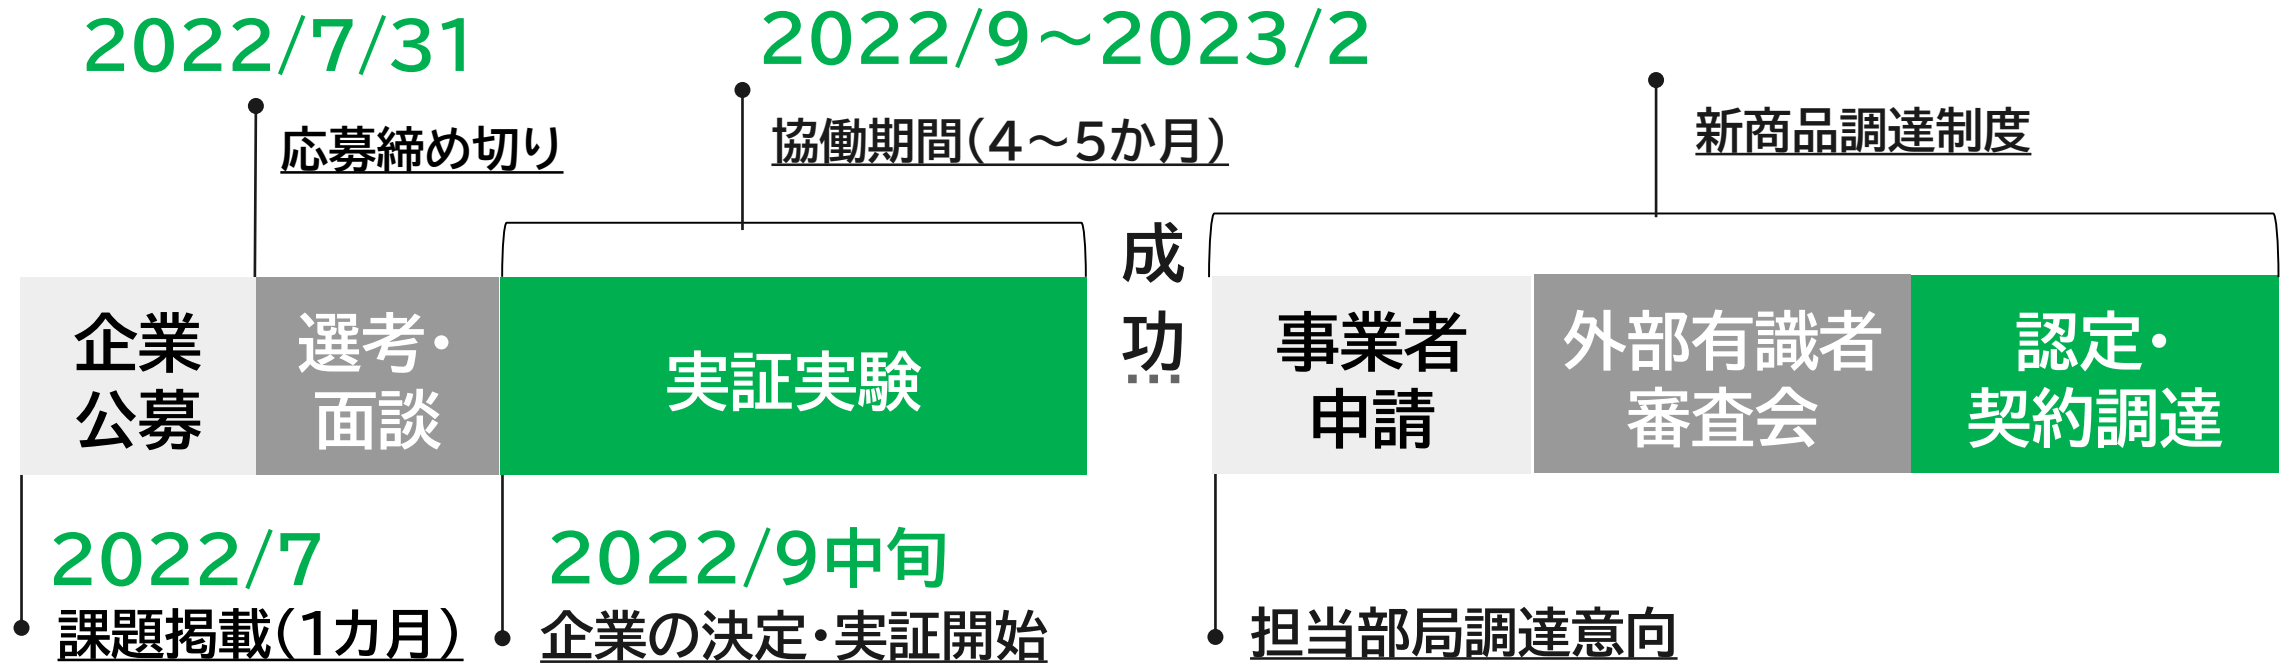 2022/7/31
応募締め切り
2022/9～2023/2
協働期間（4～5か月）
新商品調達制度
企業
公募
選考・
面談
実証実験
成
功
…
事業者
申請
外部有識者
審査会
認定・
契約調達
2022/7
課題掲載（1カ月）
2022/9中旬
企業の決定・実証開始
担当部局調達意向